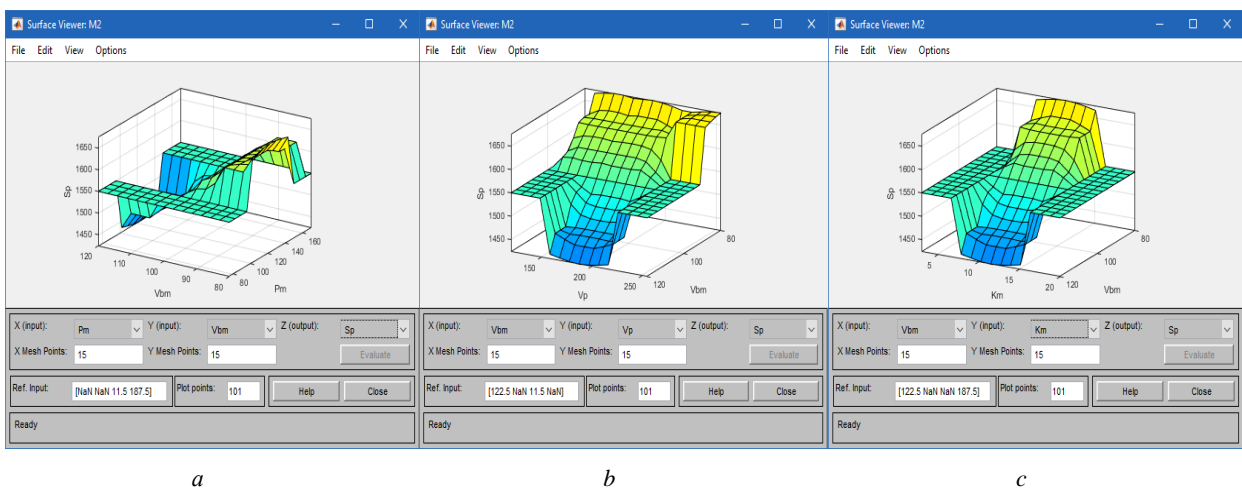 Surface Viewer: M2
File Edit View Options
1650
1600
1550
1500
1450
Sp
120
110
100
90
80
Vbm
80
100
120
140
160
Pm
X (input):
Pm
Y (input):
Vbm
Z (output):
Sp
X Mesh Points:
15
Y Mesh Points:
15
Evaluate
Ref. Input:
[NaN NaN 11.5 187.5]
Plot points:
101
Help
Close
Ready
a
Surface Viewer: M2
File Edit View Options
1650
1600
1550
1500
1450
Sp
150
200
250
Vp
120
100
80
Vbm
X (input):
Vbm
Y (input):
Vp
Z (output):
Sp
X Mesh Points:
15
Y Mesh Points:
15
Evaluate
Ref. Input:
[122.5 NaN 11.5 NaN]
Plot points:
101
Help
Close
Ready
b
Surface Viewer: M2
File Edit View Options
1650
1600
1550
1500
1450
Sp
5
10
15
20
Km
120
100
80
Vbm
X (input):
Vbm
Y (input):
Km
Z (output):
Sp
X Mesh Points:
15
Y Mesh Points:
15
Evaluate
Ref. Input:
[122.5 NaN NaN 187.5]
Plot points:
101
Help
Close
Ready
c